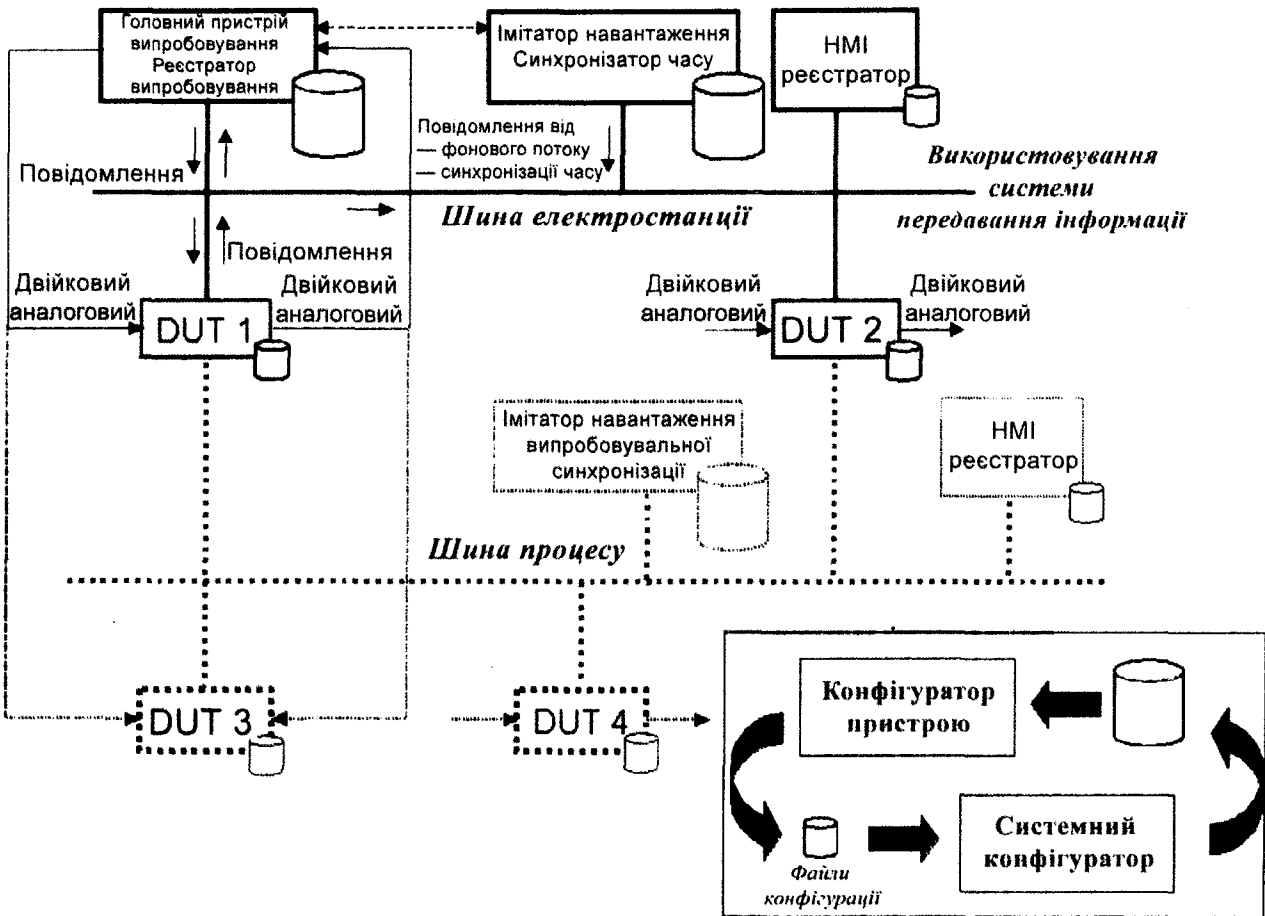 Головний пристрій
випробовування
Реєстратор
випробовування
Імітатор навантаження
Синхронізатор часу
HMI
реєстратор
Повідомлення від
— фонового потоку
— синхронізації часу
Повідомлення
Використовування
системи
передавання інформації
Шина електростанції
Повідомлення
Двійковий
аналоговий
Двійковий
аналоговий
DUT 1
Двійковий
аналоговий
Двійковий
аналоговий
DUT 2
Імітатор навантаження
випробовувальної
синхронізації
HMI
реєстратор
Шина процесу
DUT 3
DUT 4
Конфігуратор
пристрою
Системний
конфігуратор
Файли
конфігурації